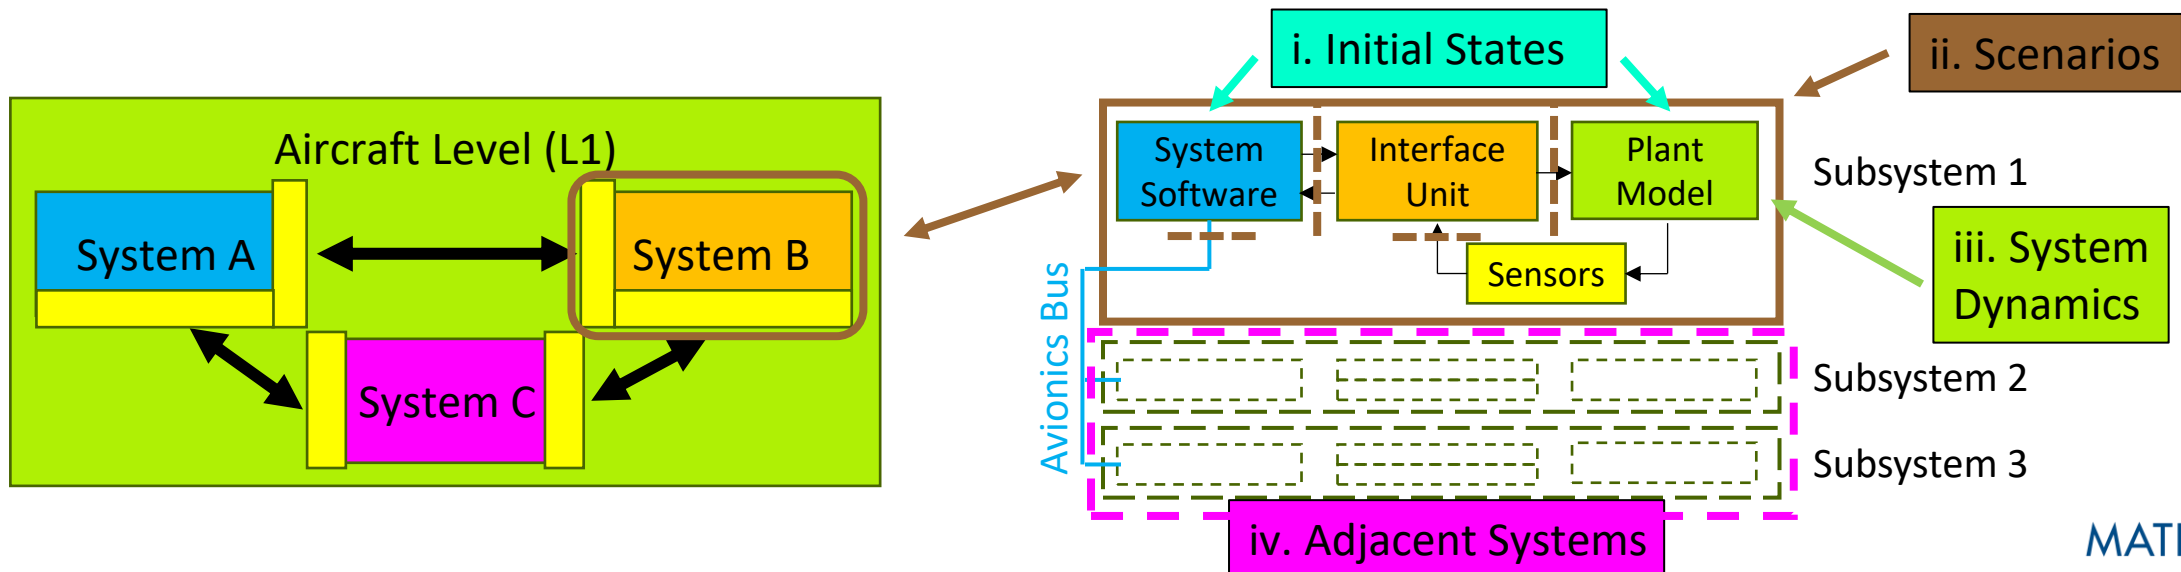 Aircraft Level (L1)
System A
System B
System C
i. Initial States
ii. Scenarios
System
Software
Interface
Unit
Plant
Model
Sensors
Subsystem 1
iii. System
Dynamics
Avionics Bus
Subsystem 2
Subsystem 3
iv. Adjacent Systems